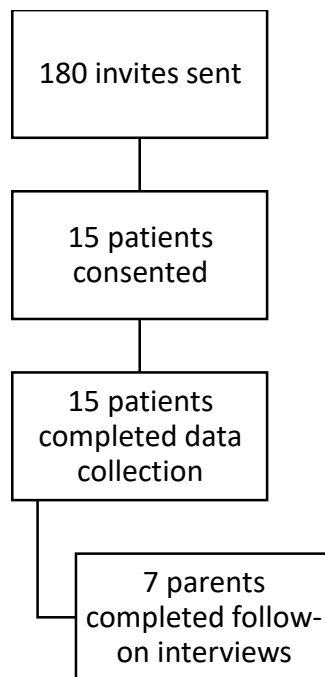 180 invites sent
15 patients
consented
15 patients
completed data
collection
7 parents
completed follow-
on interviews